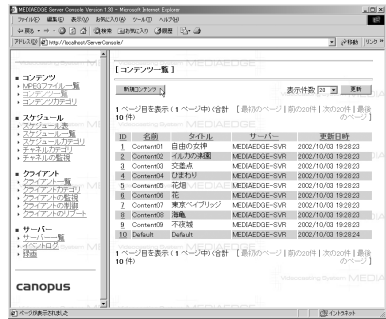 MEDIAEDGE Server Console Version 1.30 - Microsoft Internet Explorer
ファイル(F) 編集(E) 表示(V) お気に入り(A) ツール(T) ヘルプ(H)
戻る 検索 お気に入り 履歴
アドレス(D) http://localhost/ServerConsole/ 移動 リンク
コンテンツ
MPEGファイル一覧
コンテンツ一覧
コンテンツカテゴリ
スケジュール
スケジュール表
スケジュール一覧
スケジュールカテゴリ
チャネルカテゴリ
チャネルの監視
クライアント
クライアント一覧
クライアントカテゴリ
クライアントの監視
クライアントの制御
クライアントのリブート
サーバー
サーバー一覧
イベントログ
録画
canopus
[ コンテンツ一覧 ]
新規コンテンツ 表示件数 20 更新
1 ページ目を表示 ( 1 ページ中) (合計 10 件) [ 最初のページ | 前の20件 | 次の20件 | 最後のページ ]
ID 名前 タイトル サーバー 更新日時
1 Content01 自由の女神 MEDIAEDGE-SVR 2002/10/03 19:28:23
2 Content02 イルカの楽園 MEDIAEDGE-SVR 2002/10/03 19:28:23
3 Content03 交差点 MEDIAEDGE-SVR 2002/10/03 19:28:23
4 Content04 ひまわり MEDIAEDGE-SVR 2002/10/03 19:28:23
5 Content05 花畑 MEDIAEDGE-SVR 2002/10/03 19:28:23
6 Content06 花 MEDIAEDGE-SVR 2002/10/03 19:28:23
7 Content07 東京ベイブリッジ MEDIAEDGE-SVR 2002/10/03 19:28:23
8 Content08 海亀 MEDIAEDGE-SVR 2002/10/03 19:28:23
9 Content09 不夜城 MEDIAEDGE-SVR 2002/10/03 19:28:23
10 Default Default MEDIAEDGE-SVR 2002/10/03 19:28:24
1 ページ目を表示 ( 1 ページ中) (合計 10 件) [ 最初のページ | 前の20件 | 次の20件 | 最後のページ ]
ページが表示されました イントラネット